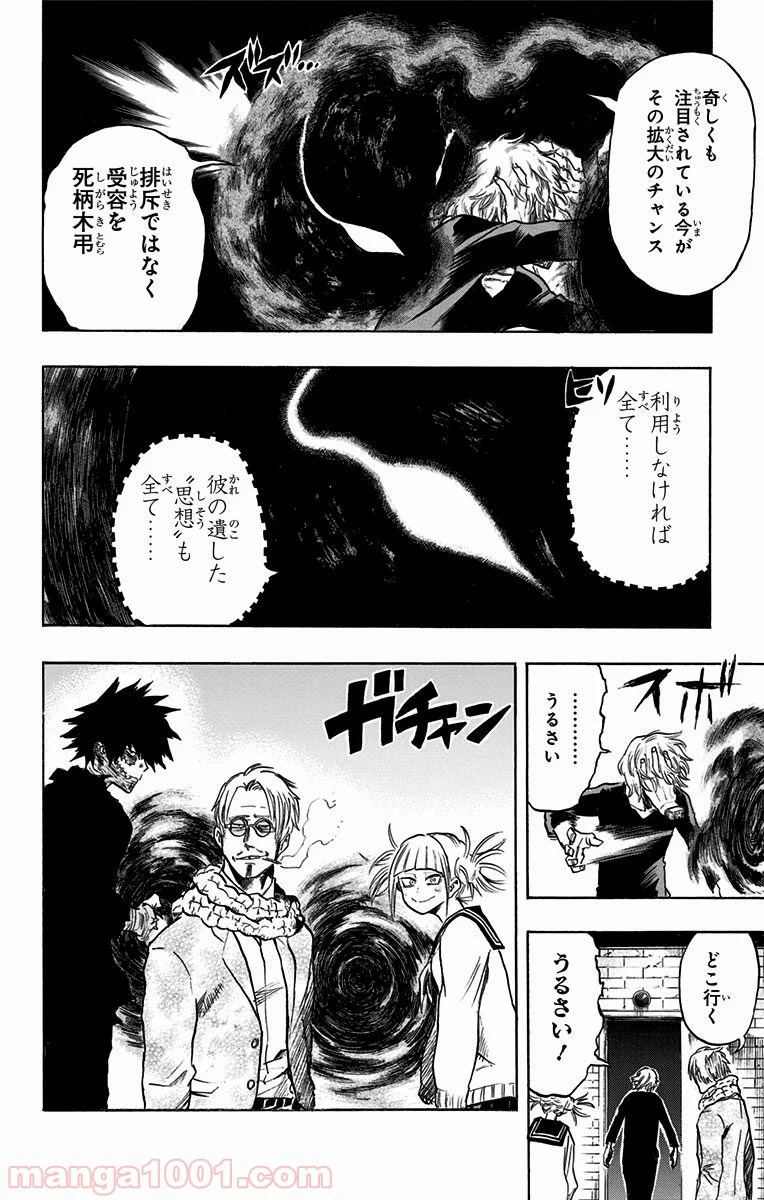 奇しくも
注目されている今が
その拡大のチャンス
ズズ…
排斥ではなく
受容を
死柄木弔
ピリ
利用しなければ
全て……
彼の遺した
〝思想〟も
全て……
ズボ
…………
うるさい
ガチャン
どこ行く
うるさい!
manga1001.com